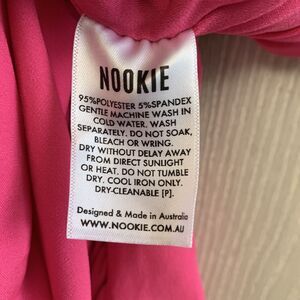 NOOKIE
95%POLYESTER 5%SPANDEX
GENTLE MACHINE WASH IN
COLD WATER. WASH
SEPARATELY. DO NOT SOAK,
BLEACH OR WRING.
DRY WITHOUT DELAY AWAY
FROM DIRECT SUNLIGHT
OR HEAT. DO NOT TUMBLE
DRY. COOL IRON ONLY.
DRY-CLEANABLE [P].
Designed & Made in Australia
WWW.NOOKIE.COM.AU